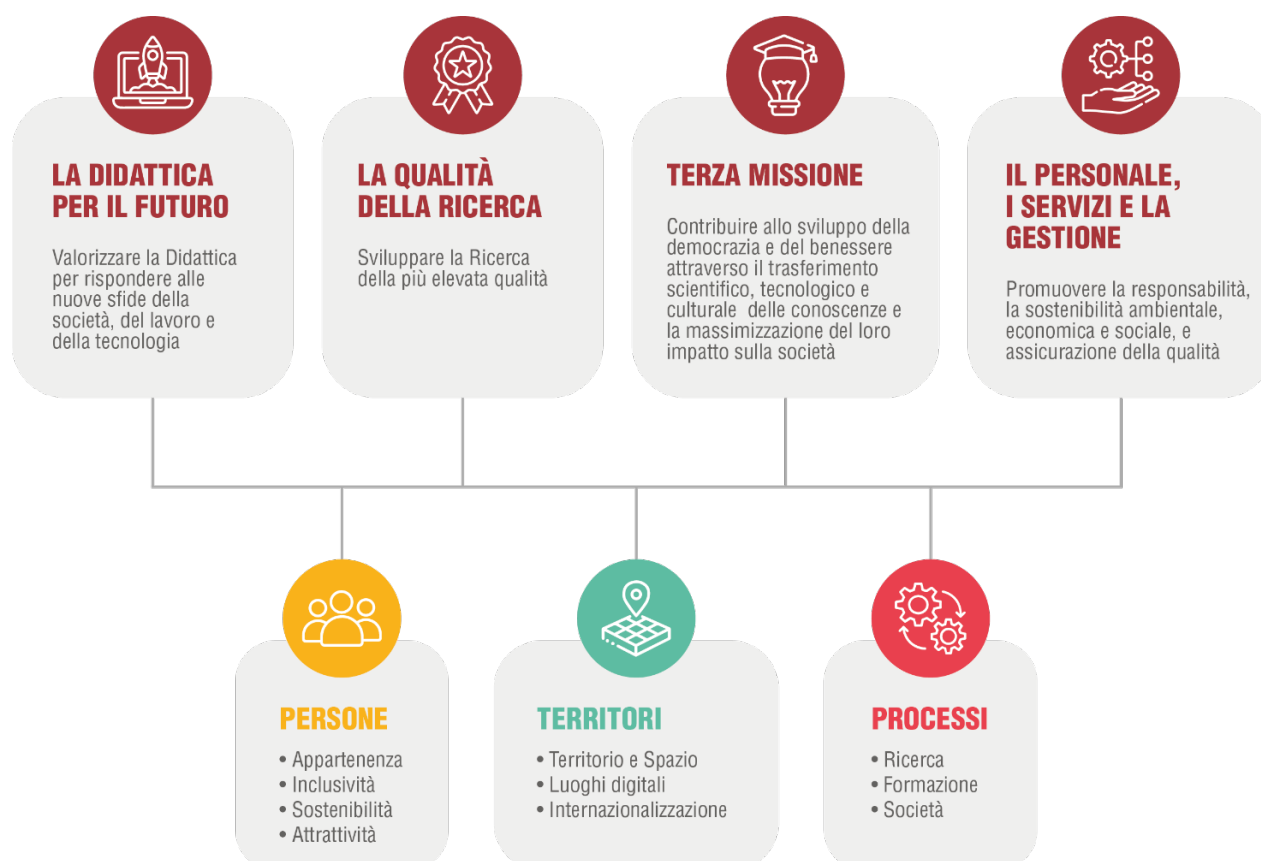 LA DIDATTICA
PER IL FUTURO
Valorizzare la Didattica
per rispondere alle
nuove sfide della
società, del lavoro e
della tecnologia
LA QUALITÀ
DELLA RICERCA
Sviluppare la Ricerca
della più elevata qualità
TERZA MISSIONE
Contribuire allo sviluppo della
democrazia e del benessere
attraverso il trasferimento
scientifico, tecnologico e
culturale delle conoscenze e
la massimizzazione del loro
impatto sulla società
IL PERSONALE,
I SERVIZI E LA
GESTIONE
Promuovere la responsabilità,
la sostenibilità ambientale,
economica e sociale, e
assicurazione della qualità
PERSONE
• Appartenenza
• Inclusività
• Sostenibilità
• Attrattività
TERRITORI
• Territorio e Spazio
• Luoghi digitali
• Internazionalizzazione
PROCESSI
• Ricerca
• Formazione
• Società